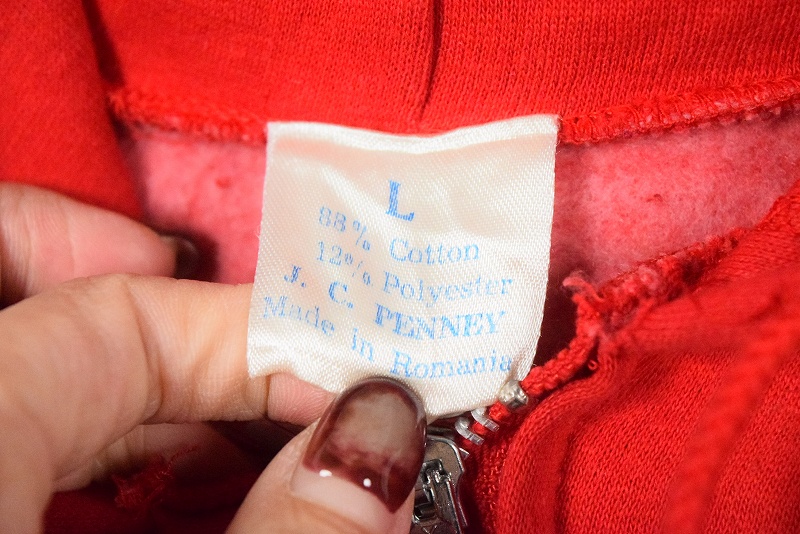 L
88% Cotton
12% Polyester
J. C. PENNEY
Made in Romania